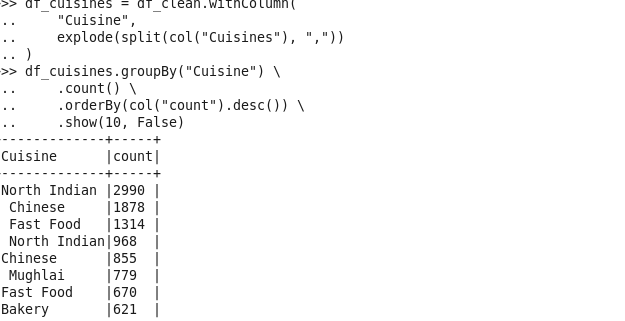 >> df_cuisines = df_clean.withColumn(
..     "Cuisine",
..     explode(split(col("Cuisines"), ","))
.. )
>> df_cuisines.groupBy("Cuisine") \
..     .count() \
..     .orderBy(col("count").desc()) \
..     .show(10, False)
-------------+-----+
Cuisine      |count|
-------------+-----+
North Indian |2990 |
 Chinese     |1878 |
 Fast Food   |1314 |
 North Indian|968  |
Chinese      |855  |
 Mughlai     |779  |
Fast Food    |670  |
Bakery       |621  |